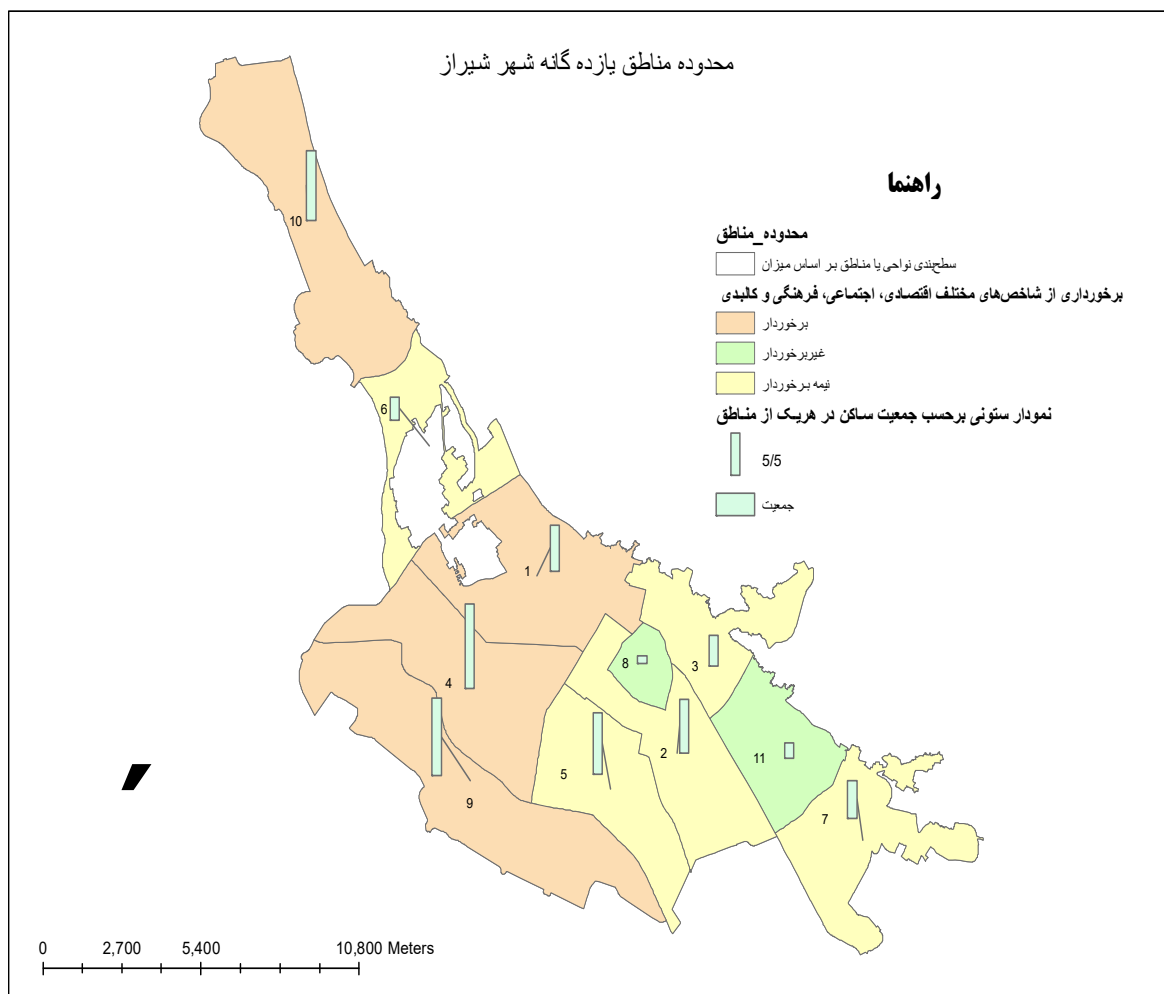 محدوده مناطق یازده گانه شهر شیراز
راهنما
محدوده_مناطق
سطح‌بندی نواحی یا مناطق بر اساس میزان
برخورداری از شاخص‌های مختلف اقتصادی، اجتماعی، فرهنگی و کالبدی
برخوردار
غیربرخوردار
نیمه برخوردار
نمودار ستونی برحسب جمعیت ساکن در هریک از مناطق
5/5
جمعیت
10
6
1
8
3
4
2
5
11
7
9
0 2,700 5,400 10,800 Meters